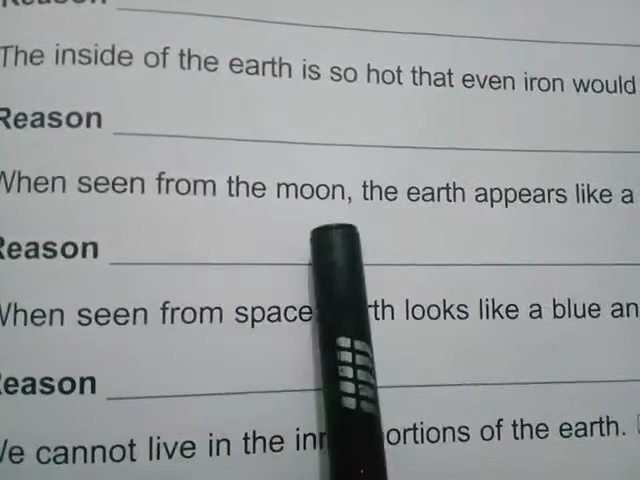 The inside of the earth is so hot that even iron would
Reason
When seen from the moon, the earth appears like a
Reason
When seen from space rth looks like a blue an
Reason
We cannot live in the inn ortions of the earth.